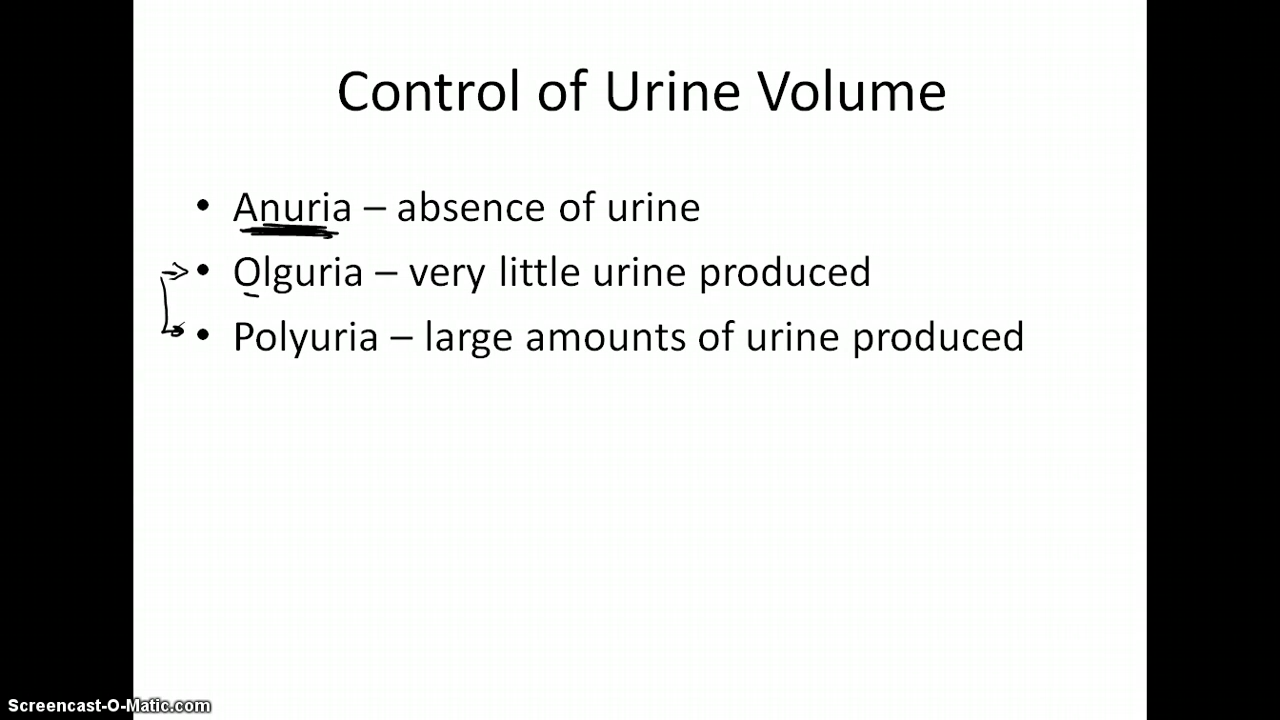 Control of Urine Volume
• Anuria – absence of urine
• Olguria – very little urine produced
• Polyuria – large amounts of urine produced
Screencast-O-Matic.com